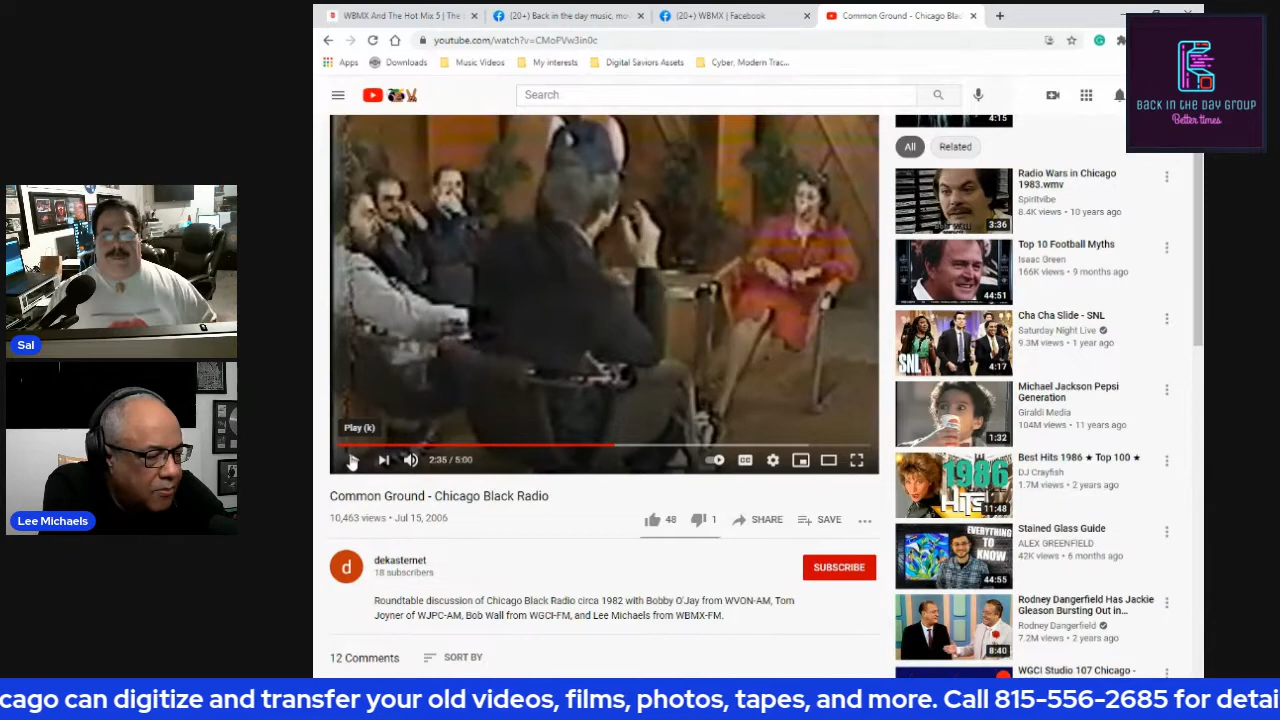 WBMX And The Hot Mix 5 | The
(20+) Back in the day music, mo
(20+) WBMX | Facebook
Common Ground - Chicago Blac
youtube.com/watch?v=CMoPVw3in0c
Apps
Downloads
Music Videos
My interests
Digital Saviors Assets
Cyber, Modern Trac...
Search
BACK IN THE DAY GROUP
Better times
4:15
All
Related
Radio Wars in Chicago
1983.wmv
Spiritvibe
8.4K views • 10 years ago
3:36
Top 10 Football Myths
Isaac Green
166K views • 9 months ago
44:51
Cha Cha Slide - SNL
Saturday Night Live
9.3M views • 1 year ago
SNL
4:17
Michael Jackson Pepsi
Generation
Giraldi Media
104M views • 11 years ago
1:32
Best Hits 1986 ★ Top 100 ★
DJ Crayfish
1.7M views • 2 years ago
1986
HITS
11:48
Stained Glass Guide
ALEX GREENFIELD
42K views • 6 months ago
EVERYTHING
TO
KNOW
44:55
Rodney Dangerfield Has Jackie
Gleason Bursting Out in...
Rodney Dangerfield
7.2M views • 2 years ago
8:40
WGCI Studio 107 Chicago -
Sal
Lee Michaels
Play (k)
2:35 / 5:00
CC
Common Ground - Chicago Black Radio
10,463 views • Jul 15, 2006
48
1
SHARE
SAVE
d
dekasternet
18 subscribers
SUBSCRIBE
Roundtable discussion of Chicago Black Radio circa 1982 with Bobby O'Jay from WVON-AM, Tom
Joyner of WJPC-AM, Bob Wall from WGCI-FM, and Lee Michaels from WBMX-FM.
12 Comments
SORT BY
cago can digitize and transfer your old videos, films, photos, tapes, and more. Call 815-556-2685 for detai